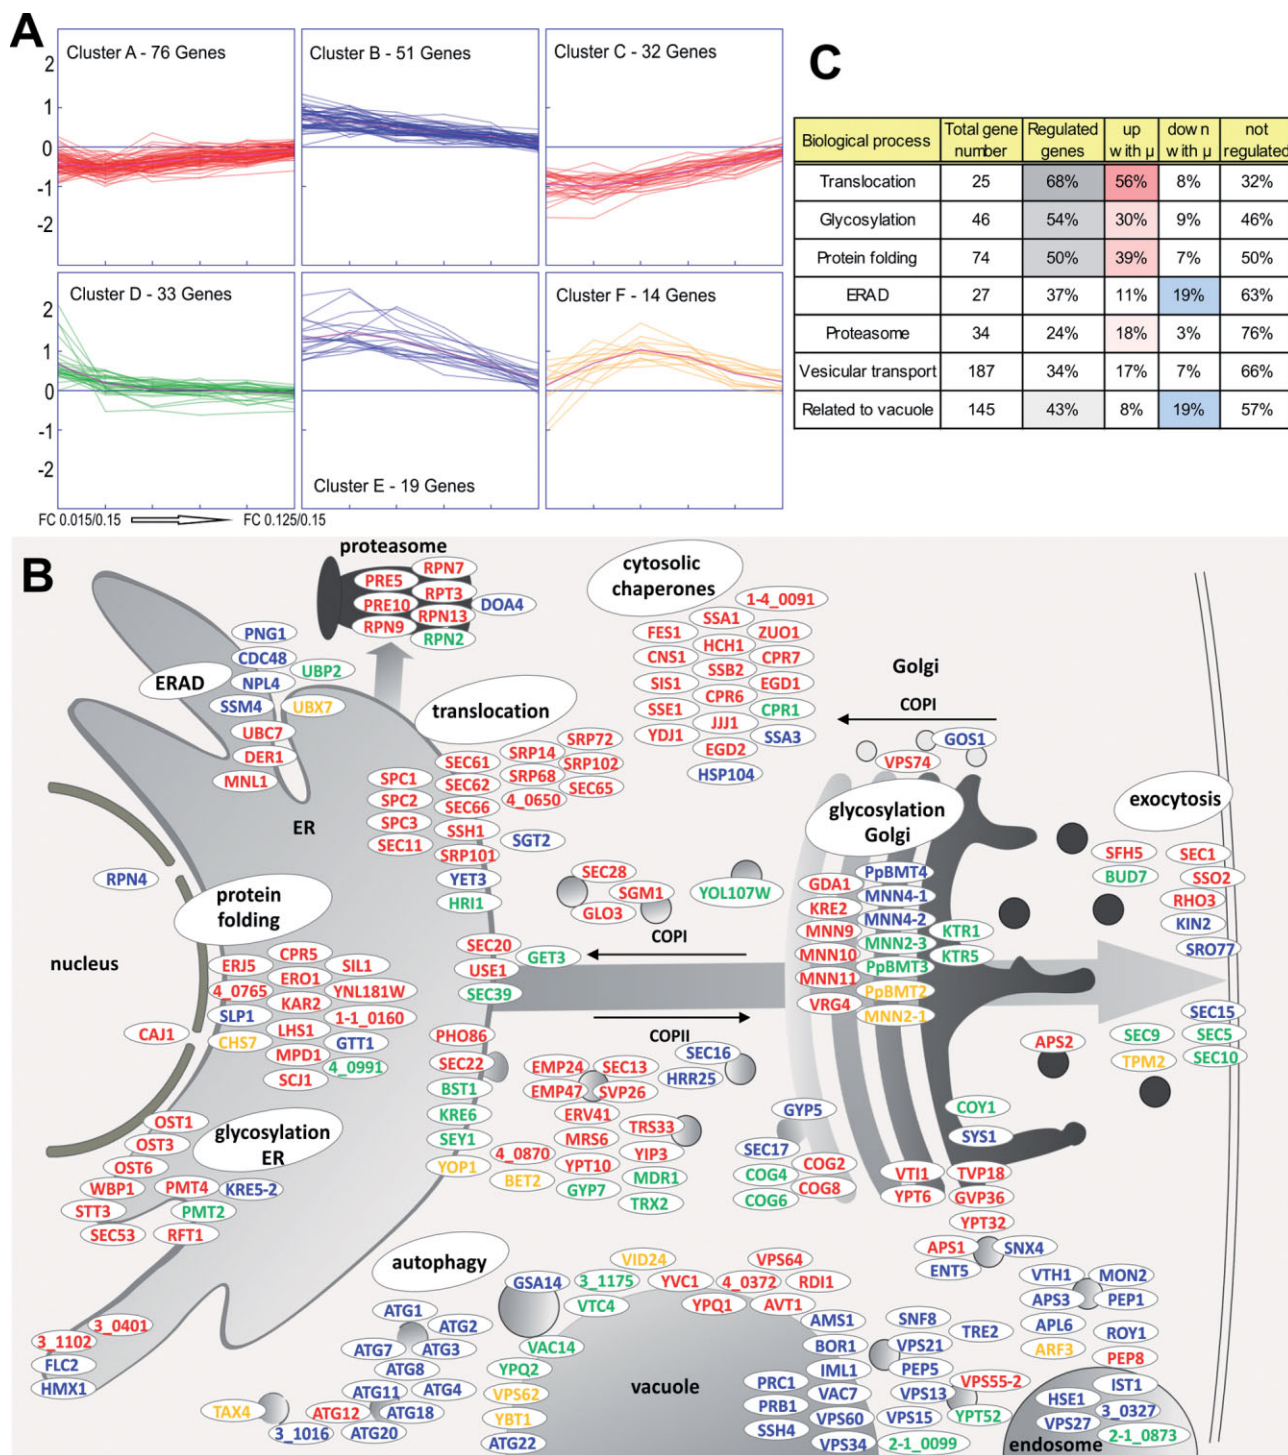 A
Cluster A - 76 Genes
Cluster B - 51 Genes
Cluster C - 32 Genes
2
1
0
-1
-2
Cluster D - 33 Genes
Cluster E - 19 Genes
Cluster F - 14 Genes
2
1
0
-1
-2
FC 0.015/0.15
FC 0.125/0.15
C
Biological process Total gene number Regulated genes up with µ down with µ not regulated
Translocation 25 68% 56% 8% 32%
Glycosylation 46 54% 30% 9% 46%
Protein folding 74 50% 39% 7% 50%
ERAD 27 37% 11% 19% 63%
Proteasome 34 24% 18% 3% 76%
Vesicular transport 187 34% 17% 7% 66%
Related to vacuole 145 43% 8% 19% 57%
B
proteasome
PRE5
RPN7
RPT3
PRE10
RPN13
DOA4
RPN9
RPN2
ERAD
PNG1
CDC48
UBP2
NPL4
SSM4
UBX7
UBC7
DER1
MNL1
ER
cytosolic
chaperones
1-4_0091
SSA1
FES1
ZUO1
HCH1
CNS1
CPR7
SSB2
SIS1
EGD1
CPR6
SSE1
CPR1
JJJ1
YDJ1
SSA3
EGD2
HSP104
translocation
SRP72
SEC61
SRP14
SRP102
SPC1
SEC62
SRP68
SEC65
SPC2
SEC66
4_0650
SPC3
SSH1
SGT2
SEC11
SRP101
YET3
HRI1
Golgi
COPI
GOS1
VPS74
glycosylation
Golgi
PpBMT4
GDA1
MNN4-1
KRE2
MNN4-2
MNN9
MNN2-3
KTR1
MNN10
PpBMT3
KTR5
MNN11
PpBMT2
VRG4
MNN2-1
exocytosis
SFH5
SEC1
BUD7
SSO2
RHO3
KIN2
SRO77
SEC15
SEC9
SEC5
TPM2
SEC10
APS2
RPN4
nucleus
CAJ1
protein
folding
CPR5
ERJ5
SIL1
ERO1
4_0765
YNL181W
KAR2
SLP1
1-1_0160
LHS1
CHS7
GTT1
MPD1
4_0991
SCJ1
SEC28
SGM1
GLO3
YOL107W
COPI
SEC20
GET3
USE1
SEC39
COPII
PHO86
SEC22
BST1
KRE6
SEY1
YOP1
EMP24
SEC13
SEC16
HRR25
EMP47
SVP26
ERV41
TRS33
MRS6
4_0870
YIP3
YPT10
BET2
MDR1
GYP7
TRX2
GYP5
SEC17
COG4
COG2
COG6
COG8
COY1
SYS1
VTI1
TVP18
YPT6
GVP36
YPT32
APS1
SNX4
ENT5
glycosylation
ER
OST1
OST3
OST6
WBP1
PMT4
KRE5-2
STT3
PMT2
SEC53
RFT1
3_0401
3_1102
FLC2
HMX1
autophagy
ATG1
ATG2
ATG7
ATG3
ATG8
ATG11
ATG4
ATG12
ATG18
ATG20
TAX4
3_1016
VID24
VPS64
GSA14
3_1175
YVC1
4_0372
RDI1
VTC4
YPQ1
AVT1
VAC14
YPQ2
VPS62
YBT1
ATG22
vacuole
AMS1
BOR1
IML1
PRC1
VAC7
PRB1
VPS60
SSH4
VPS34
SNF8
TRE2
VPS21
PEP5
VPS13
VPS55-2
VPS15
YPT52
2-1_0099
VTH1
MON2
APS3
PEP1
APL6
ROY1
ARF3
PEP8
IST1
HSE1
3_0327
VPS27
2-1_0873
endosome